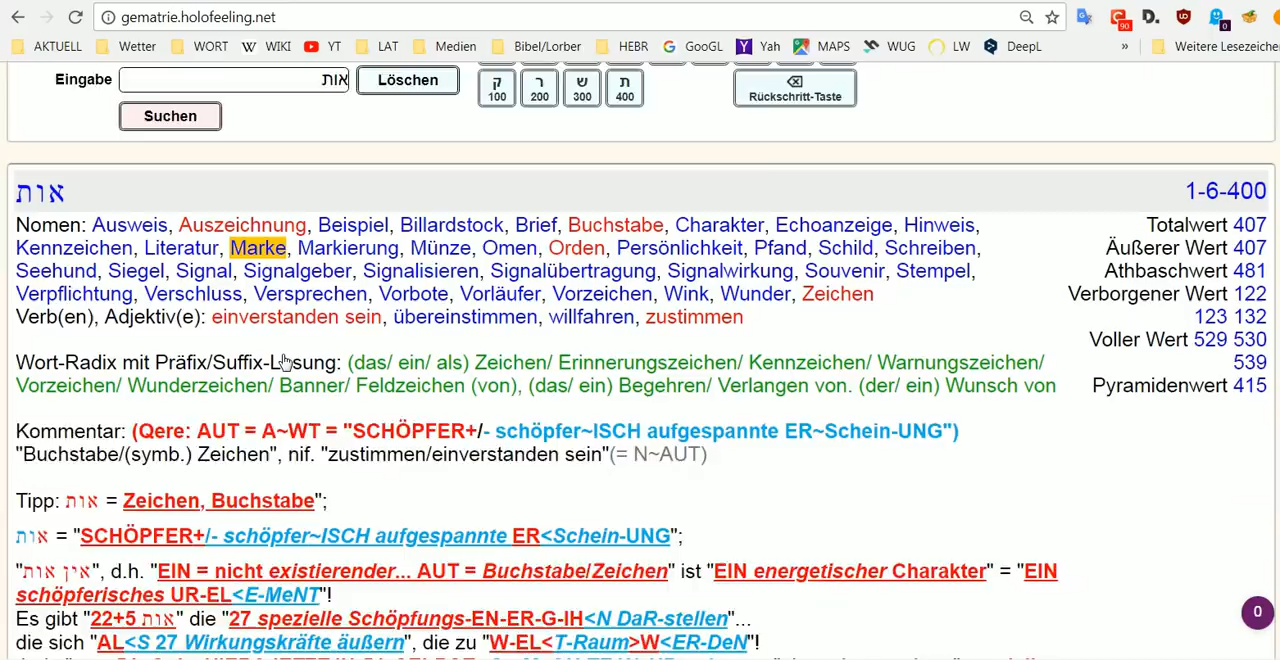 gematrie.holofeeling.net
90 D. 0
AKTUELL Wetter WORT WIKI YT LAT Medien Bibel/Lorber HEBR GooGL Yah MAPS WUG LW DeepL » Weitere Lesezeiche
Eingabe אות Löschen ק 100 ר 200 ש 300 ת 400 Rückschritt-Taste
Suchen
אות 1-6-400
Nomen: Ausweis, Auszeichnung, Beispiel, Billardstock, Brief, Buchstabe, Charakter, Echoanzeige, Hinweis, Totalwert 407
Kennzeichen, Literatur, Marke, Markierung, Münze, Omen, Orden, Persönlichkeit, Pfand, Schild, Schreiben, Äußerer Wert 407
Seehund, Siegel, Signal, Signalgeber, Signalisieren, Signalübertragung, Signalwirkung, Souvenir, Stempel, Athbaschwert 481
Verpflichtung, Verschluss, Versprechen, Vorbote, Vorläufer, Vorzeichen, Wink, Wunder, Zeichen Verborgener Wert 122
Verb(en), Adjektiv(e): einverstanden sein, übereinstimmen, willfahren, zustimmen 123 132
Voller Wert 529 530
Wort-Radix mit Präfix/Suffix-Lösung: (das/ ein/ als) Zeichen/ Erinnerungszeichen/ Kennzeichen/ Warnungszeichen/ 539
Vorzeichen/ Wunderzeichen/ Banner/ Feldzeichen (von), (das/ ein) Begehren/ Verlangen von. (der/ ein) Wunsch von Pyramidenwert 415
Kommentar: (Qere: AUT = A~WT = "SCHÖPFER+/- schöpfer~ISCH aufgespannte ER~Schein-UNG")
"Buchstabe/(symb.) Zeichen", nif. "zustimmen/einverstanden sein"(= N~AUT)
Tipp: אות = Zeichen, Buchstabe";
אות = "SCHÖPFER+/- schöpfer~ISCH aufgespannte ER<Schein-UNG";
"אין אות", d.h. "EIN = nicht existierender... AUT = Buchstabe/Zeichen" ist "EIN energetischer Charakter" = "EIN
schöpferisches UR-EL<E-MeNT"!
Es gibt "22+5 אות" die "27 spezielle Schöpfungs-EN-ER-G-IH<N DaR-stellen"...
die sich "AL<S 27 Wirkungskräfte äußern", die zu "W-EL<T-Raum>W<ER-DeN"!
0